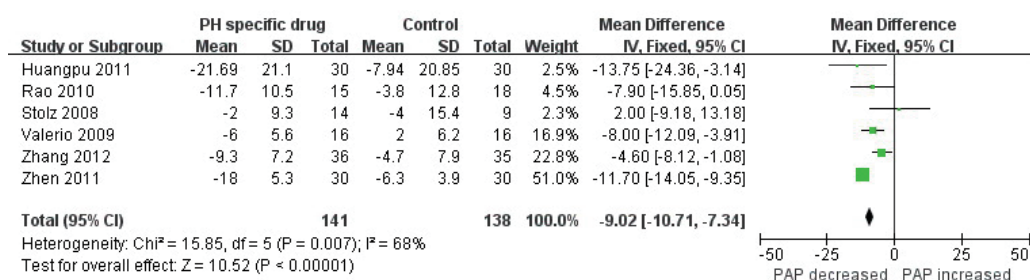 PH specific drug Control Mean Difference Mean Difference
Study or Subgroup Mean SD Total Mean SD Total Weight IV, Fixed, 95% CI IV, Fixed, 95% CI
Huangpu 2011 -21.69 21.1 30 -7.94 20.85 30 2.5% -13.75 [-24.36, -3.14]
Rao 2010 -11.7 10.5 15 -3.8 12.8 18 4.5% -7.90 [-15.85, 0.05]
Stolz 2008 -2 9.3 14 -4 15.4 9 2.3% 2.00 [-9.18, 13.18]
Valerio 2009 -6 5.6 16 2 6.2 16 16.9% -8.00 [-12.09, -3.91]
Zhang 2012 -9.3 7.2 36 -4.7 7.9 35 22.8% -4.60 [-8.12, -1.08]
Zhen 2011 -18 5.3 30 -6.3 3.9 30 51.0% -11.70 [-14.05, -9.35]
Total (95% CI) 141 138 100.0% -9.02 [-10.71, -7.34]
Heterogeneity: Chi² = 15.85, df = 5 (P = 0.007); I² = 68%
Test for overall effect: Z = 10.52 (P < 0.00001)
-50 -25 0 25 50
PAP decreased PAP increased